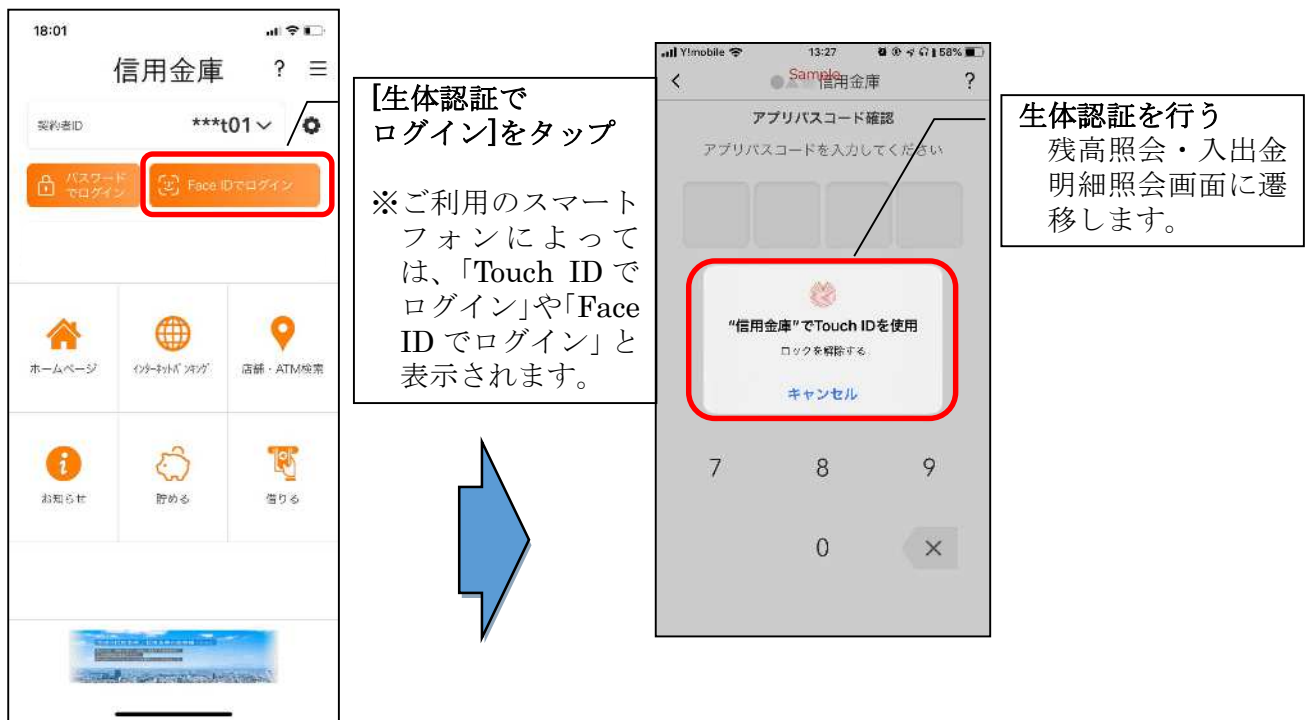 18:01
信用金庫 ?
契約者ID ***t01
パスワード
でログイン
Face IDでログイン
ホームページ
インターネットバンキング
店舗・ATM検索
お知らせ
貯める
借りる
[生体認証で
ログイン]をタップ
※ご利用のスマート
フォンによって
は、「Touch ID で
ログイン」や「Face
ID でログイン」と
表示されます。
Y!mobile 13:27 58%
Sample
信用金庫 ?
アプリパスコード確認
アプリパスコードを入力してください
"信用金庫"でTouch IDを使用
ロックを解除する
キャンセル
7 8 9
0
生体認証を行う
残高照会・入出金
明細照会画面に遷
移します。